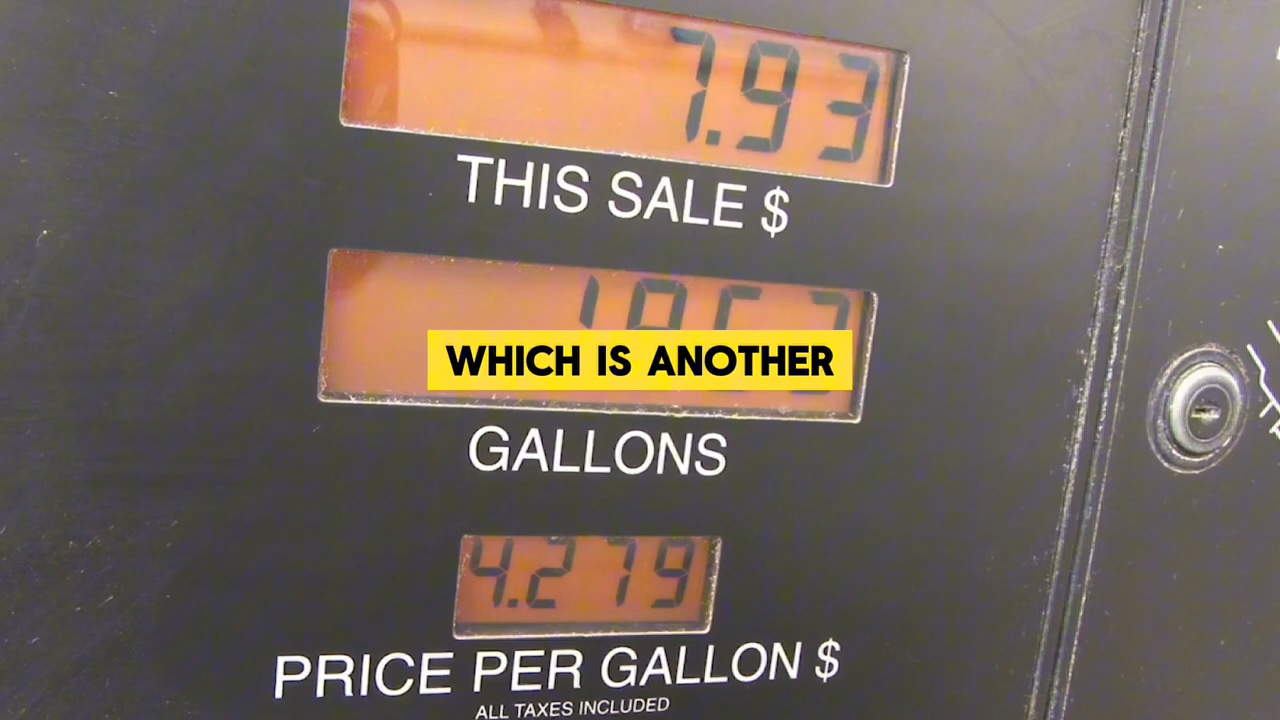 7.93
THIS SALE $
WHICH IS ANOTHER
GALLONS
4.279
PRICE PER GALLON $
ALL TAXES INCLUDED